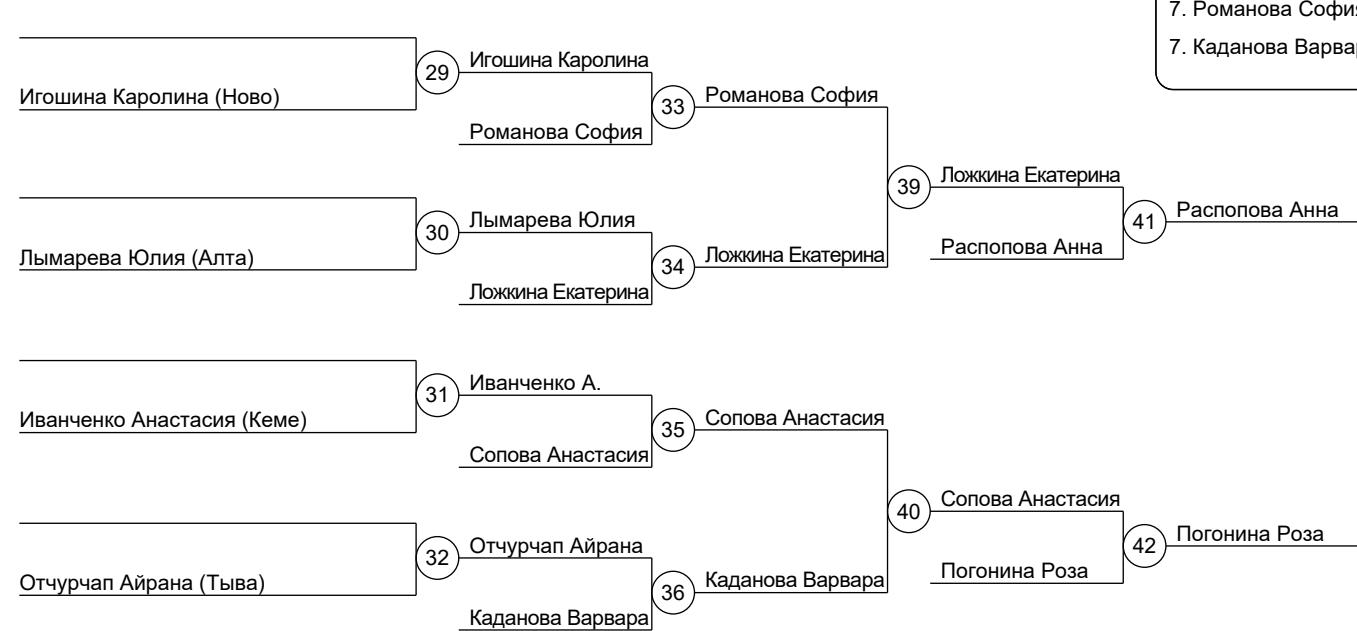 7. Романова София
7. Каданова
29 Игошина Каролина
Игошина Каролина (Ново)
33 Романова София
Романова София
39 Ложкина Екатерина
30 Лымарева Юлия
41 Распопова Анна
Распопова Анна
Лымарева Юлия (Алта)
34 Ложкина Екатерина
Ложкина Екатерина
31 Иванченко А.
Иванченко Анастасия (Кеме)
35 Сопова Анастасия
Сопова Анастасия
40 Сопова Анастасия
32 Отчурчап Айрана
42 Погонина Роза
Погонина Роза
Отчурчап Айрана (Тыва)
36 Каданова Варвара
Каданова Варвара